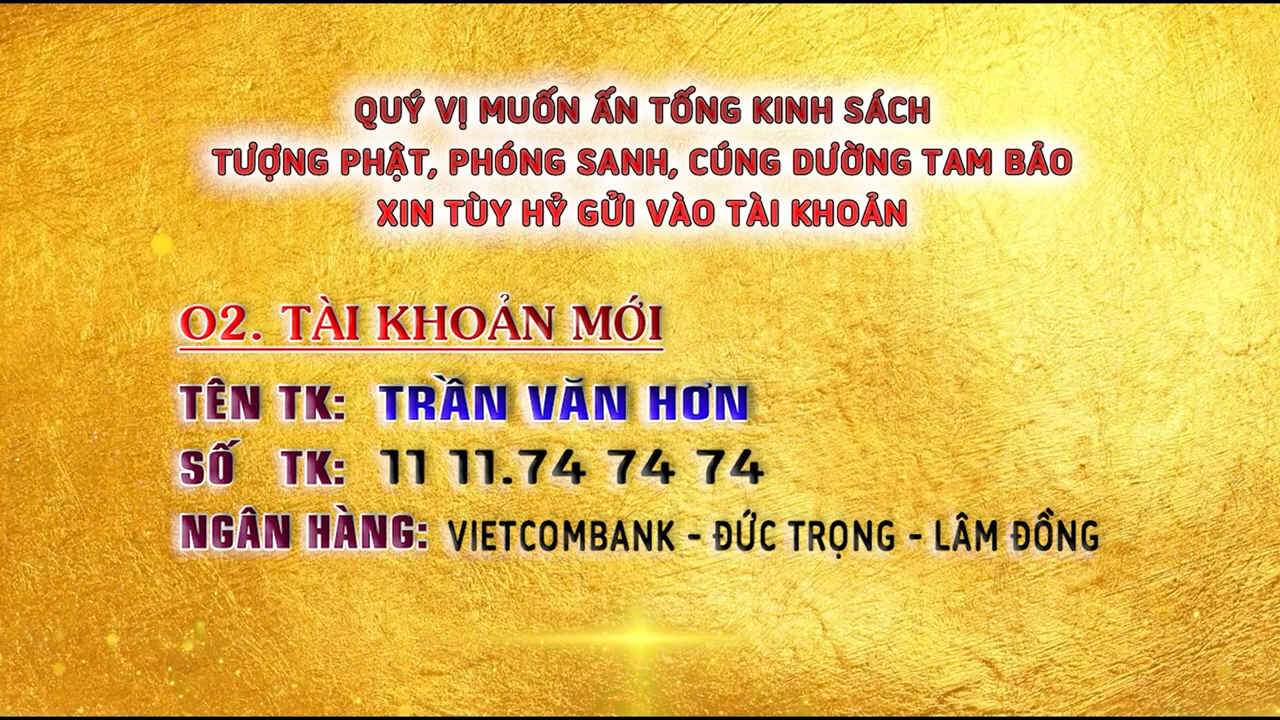 QUÝ VỊ MUỐN ẤN TỐNG KINH SÁCH
TƯỢNG PHẬT, PHÓNG SANH, CÚNG DƯỜNG TAM BẢO
XIN TÙY HỶ GỬI VÀO TÀI KHOẢN
02. TÀI KHOẢN MỚI
TÊN TK: TRẦN VĂN HƠN
SỐ TK: 11 11.74 74 74
NGÂN HÀNG: VIETCOMBANK - ĐỨC TRỌNG - LÂM ĐỒNG